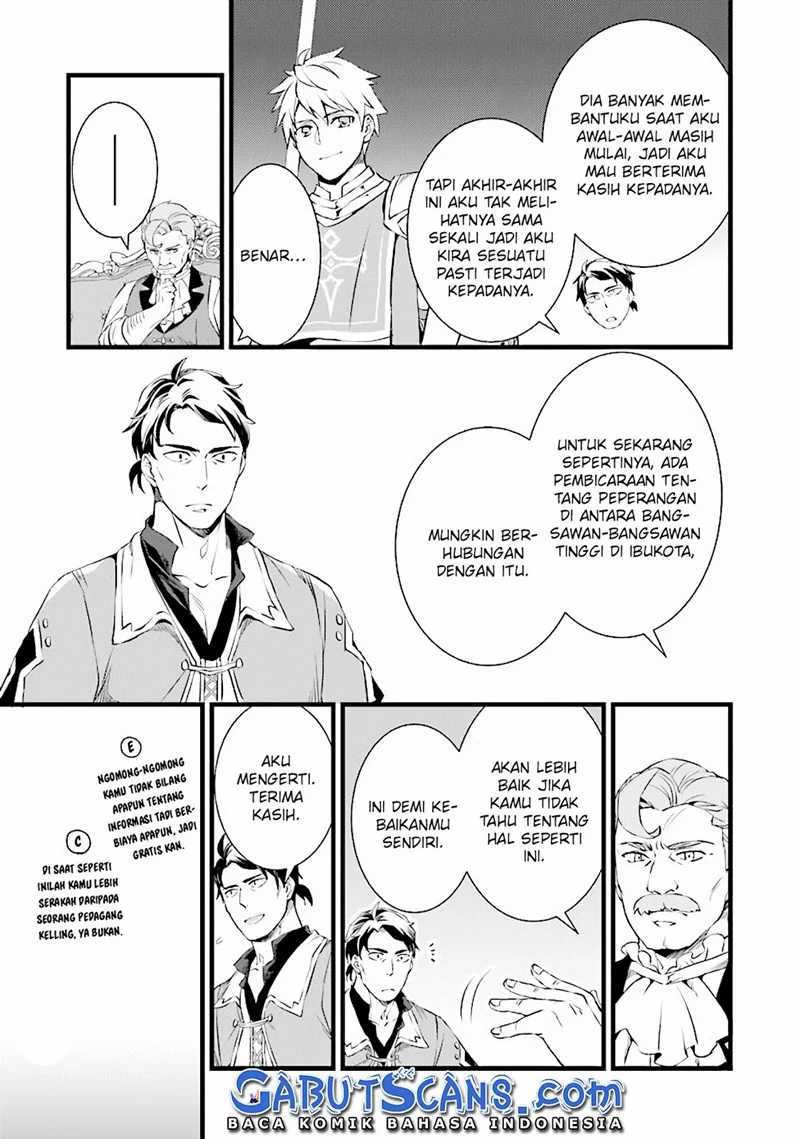 DIA BANYAK MEM-
BANTUKU SAAT AKU
AWAL-AWAL MASIH
MULAI, JADI AKU
MAU BERTERIMA
KASIH KEPADANYA.
TAPI AKHIR-AKHIR
INI AKU TAK MELI-
HATNYA SAMA
SEKALI JADI AKU
KIRA SESUATU
PASTI TERJADI
KEPADANYA.
BENAR...
UNTUK SEKARANG
SEPERTINYA, ADA
PEMBICARAAN TEN-
TANG PEPERANGAN
DI ANTARA BANG-
SAWAN-BANGSAWAN
TINGGI DI IBUKOTA,
MUNGKIN BER-
HUBUNGAN
DENGAN ITU.
AKAN LEBIH
BAIK JIKA
KAMU TIDAK
TAHU TENTANG
HAL SEPERTI
INI.
INI DEMI KE-
BAIKANMU
SENDIRI.
AKU
MENGERTI.
TERIMA
KASIH.
E
NGOMONG-NGOMONG
KAMU TIDAK BILANG
APAPUN TENTANG
INFORMASI TADI BER-
BIAYA APAPUN, JADI
GRATIS KAN.
C
DI SAAT SEPERTI
INILAH KAMU LEBIH
SERAKAH DARIPADA
SEORANG PEDAGANG
KELLING, YA BUKAN.
GABUTSCANS.COM
BACA KOMIK BAHASA INDONESIA